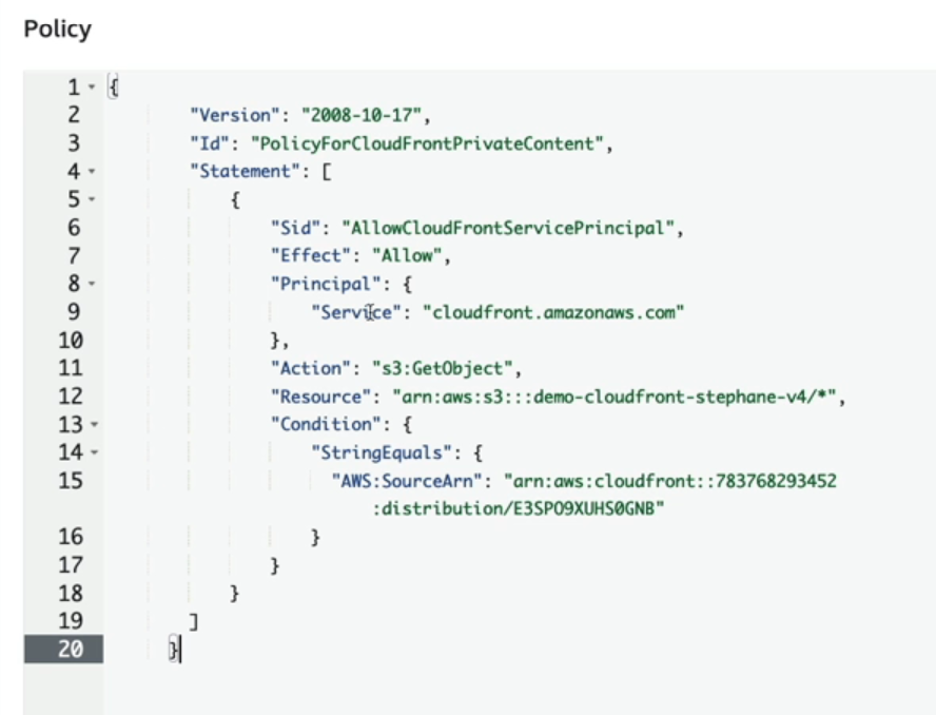 Policy
1 {
2 "Version": "2008-10-17",
3 "Id": "PolicyForCloudFrontPrivateContent",
4 "Statement": [
5 {
6 "Sid": "AllowCloudFrontServicePrincipal",
7 "Effect": "Allow",
8 "Principal": {
9 "Service": "cloudfront.amazonaws.com"
10 },
11 "Action": "s3:GetObject",
12 "Resource": "arn:aws:s3:::demo-cloudfront-stephane-v4/*",
13 "Condition": {
14 "StringEquals": {
15 "AWS:SourceArn": "arn:aws:cloudfront::783768293452
:distribution/E3SPO9XUHS0GNB"
16 }
17 }
18 }
19 ]
20 }